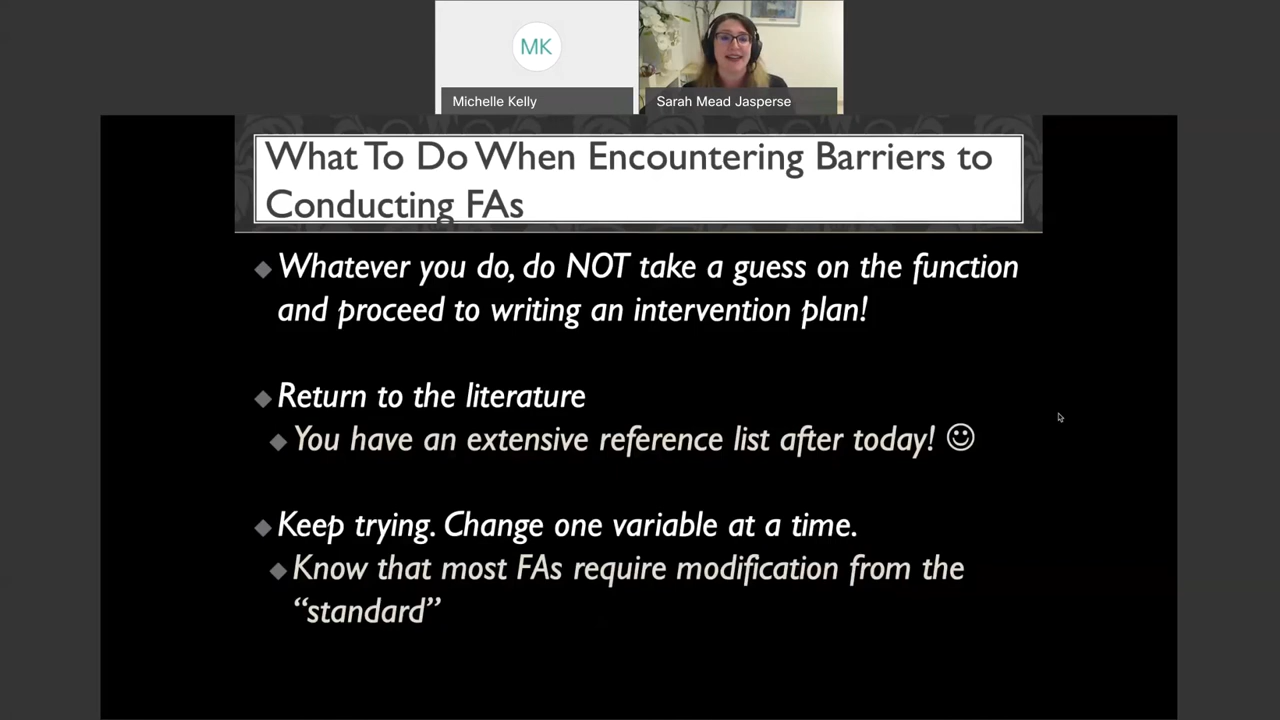 MK
Michelle Kelly
Sarah Mead Jasperse
What To Do When Encountering Barriers to
Conducting FAs
Whatever you do, do NOT take a guess on the function
and proceed to writing an intervention plan!
Return to the literature
You have an extensive reference list after today! ☺
Keep trying. Change one variable at a time.
Know that most FAs require modification from the
“standard”